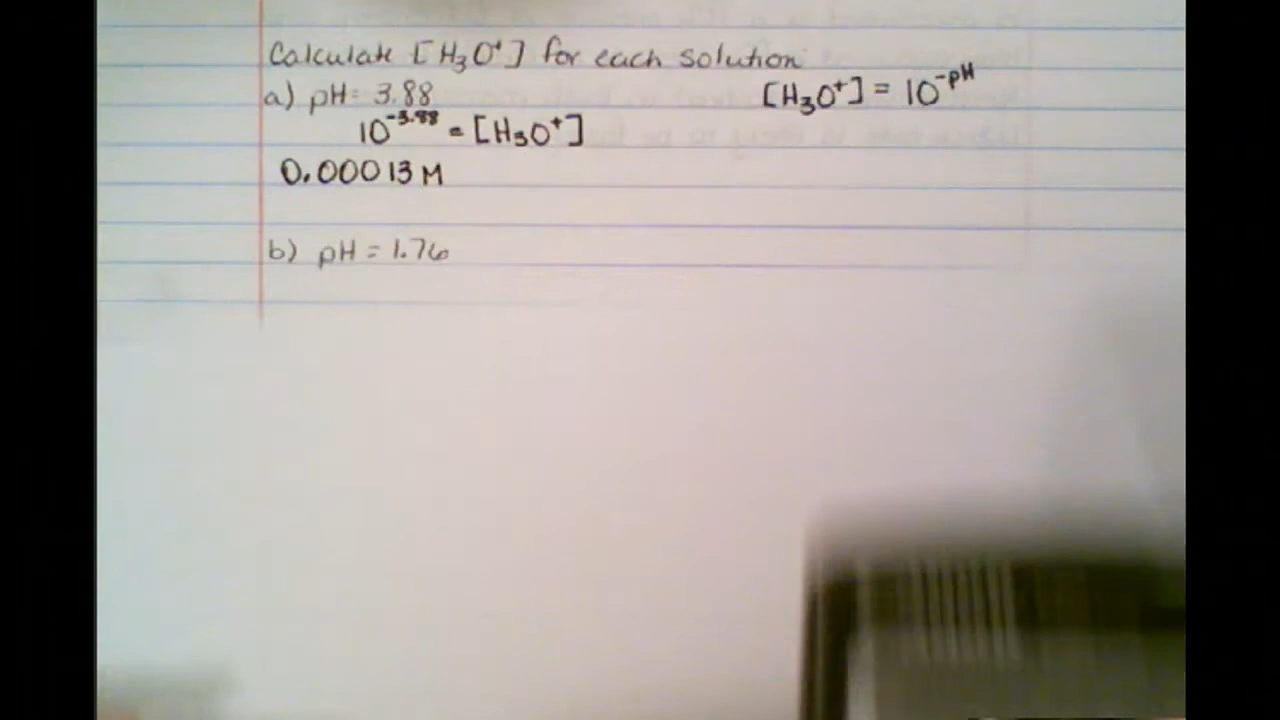 Calculate [H₃O⁺] for each solution
a) pH = 3.88
[H₃O⁺] = 10⁻ᵖᴴ
10⁻³·⁸⁸ = [H₃O⁺]
0.00013 M
b) pH = 1.76